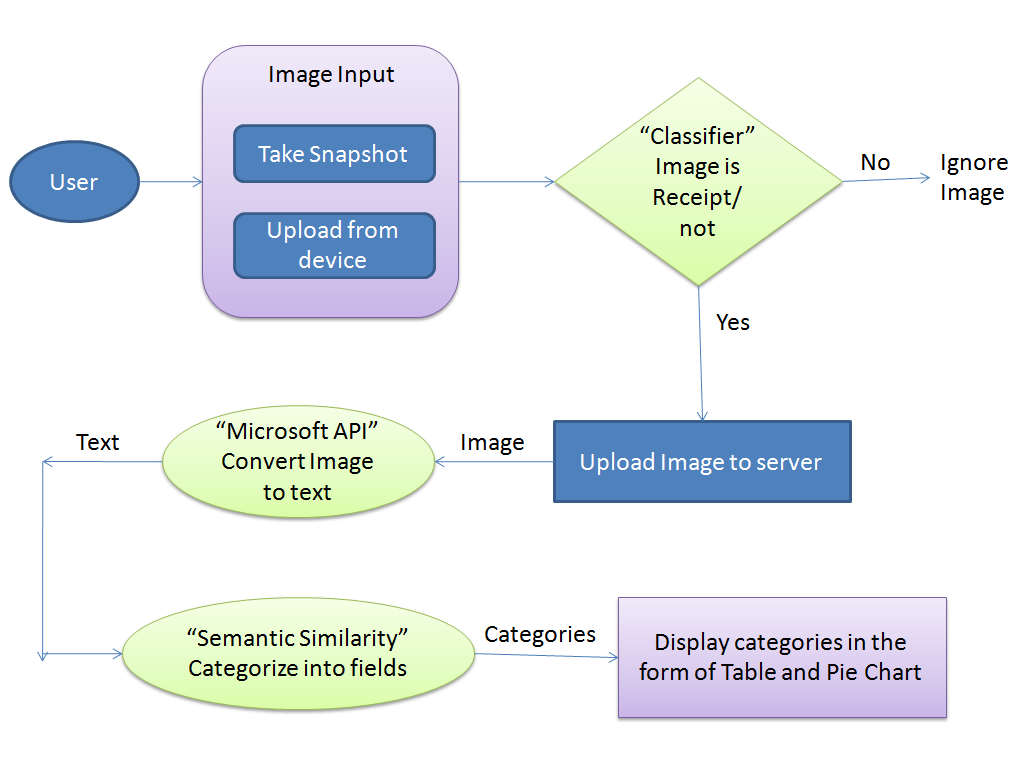 Image Input
Take Snapshot
Upload from
device
User
“Classifier”
Image is
Receipt/
not
No
Ignore
Image
Yes
Upload Image to server
Image
“Microsoft API”
Convert Image
to text
Text
“Semantic Similarity”
Categorize into fields
Categories
Display categories in the
form of Table and Pie Chart